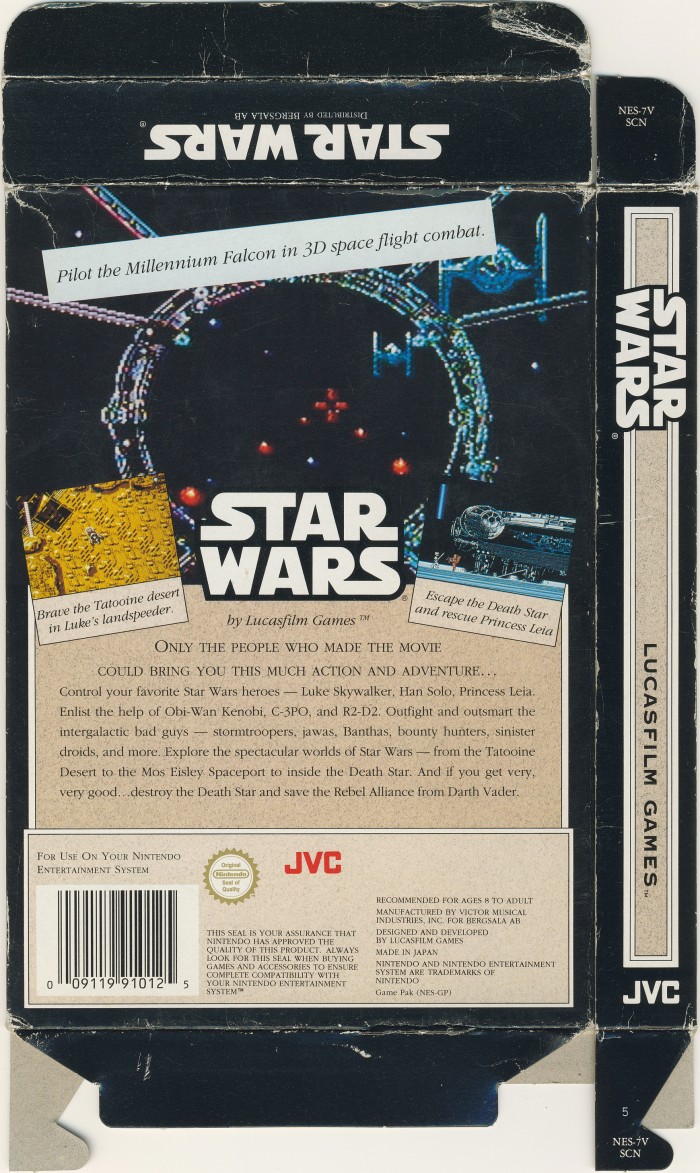 DISTRIBUTED BY BERGSALA AB
STAR WARS®
NES-7V
SCN
Pilot the Millennium Falcon in 3D space flight combat.
STAR
WARS®
Brave the Tatooine desert
in Luke's landspeeder.
Escape the Death Star
and rescue Princess Leia
by Lucasfilm Games™
ONLY THE PEOPLE WHO MADE THE MOVIE
COULD BRING YOU THIS MUCH ACTION AND ADVENTURE...
Control your favorite Star Wars heroes — Luke Skywalker, Han Solo, Princess Leia.
Enlist the help of Obi-Wan Kenobi, C-3PO, and R2-D2. Outfight and outsmart the
intergalactic bad guys — stormtroopers, jawas, Banthas, bounty hunters, sinister
droids, and more. Explore the spectacular worlds of Star Wars — from the Tatooine
Desert to the Mos Eisley Spaceport to inside the Death Star. And if you get very,
very good...destroy the Death Star and save the Rebel Alliance from Darth Vader.
FOR USE ON YOUR NINTENDO
ENTERTAINMENT SYSTEM
Original
Nintendo
Seal of
Quality
JVC
0 09119 91012 5
THIS SEAL IS YOUR ASSURANCE THAT
NINTENDO HAS APPROVED THE
QUALITY OF THIS PRODUCT. ALWAYS
LOOK FOR THIS SEAL WHEN BUYING
GAMES AND ACCESSORIES TO ENSURE
COMPLETE COMPATIBILITY WITH
YOUR NINTENDO ENTERTAINMENT
SYSTEM™
RECOMMENDED FOR AGES 8 TO ADULT
MANUFACTURED BY VICTOR MUSICAL
INDUSTRIES, INC. FOR BERGSALA AB
DESIGNED AND DEVELOPED
BY LUCASFILM GAMES
MADE IN JAPAN
NINTENDO AND NINTENDO ENTERTAINMENT
SYSTEM ARE TRADEMARKS OF
NINTENDO
Game Pak (NES-GP)
STAR
WARS®
LUCASFILM GAMES™
JVC
5
NES-7V
SCN